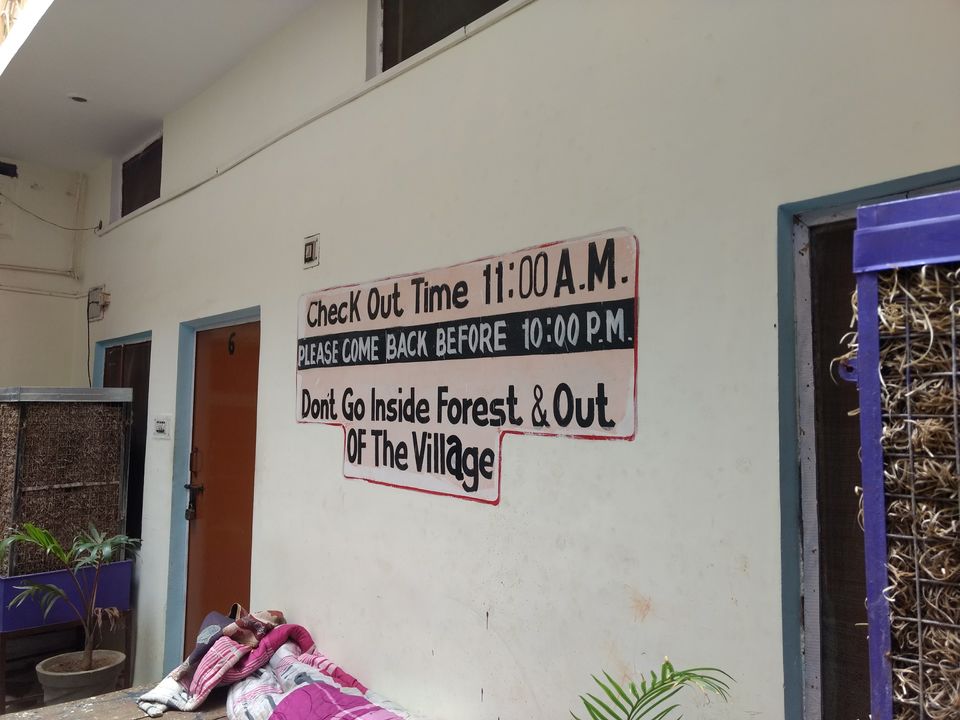 6
CHecK Out Time 11:00 A.M.
PLEASE COME BACK BEFORE 10:00 P.M.
Don't Go Inside Forest & Out
OF The Village